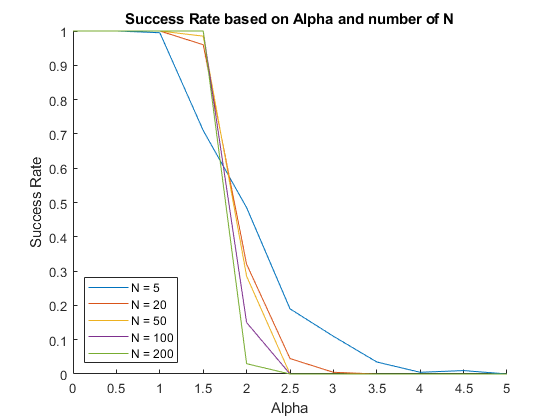 Success Rate based on Alpha and number of N
1
0.9
0.8
0.7
0.6
0.5
0.4
0.3
0.2
0.1
0
Success Rate
N = 5
N = 20
N = 50
N = 100
N = 200
0 0.5 1 1.5 2 2.5 3 3.5 4 4.5 5
Alpha